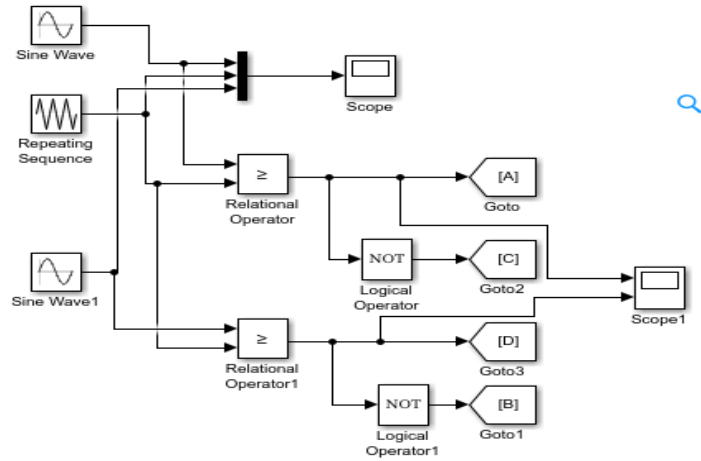 Sine Wave
Scope
Repeating
Sequence
≥
Relational
Operator
[A]
Goto
NOT
Logical
Operator
[C]
Goto2
Sine Wave1
Scope1
≥
Relational
Operator1
[D]
Goto3
NOT
Logical
Operator1
[B]
Goto1